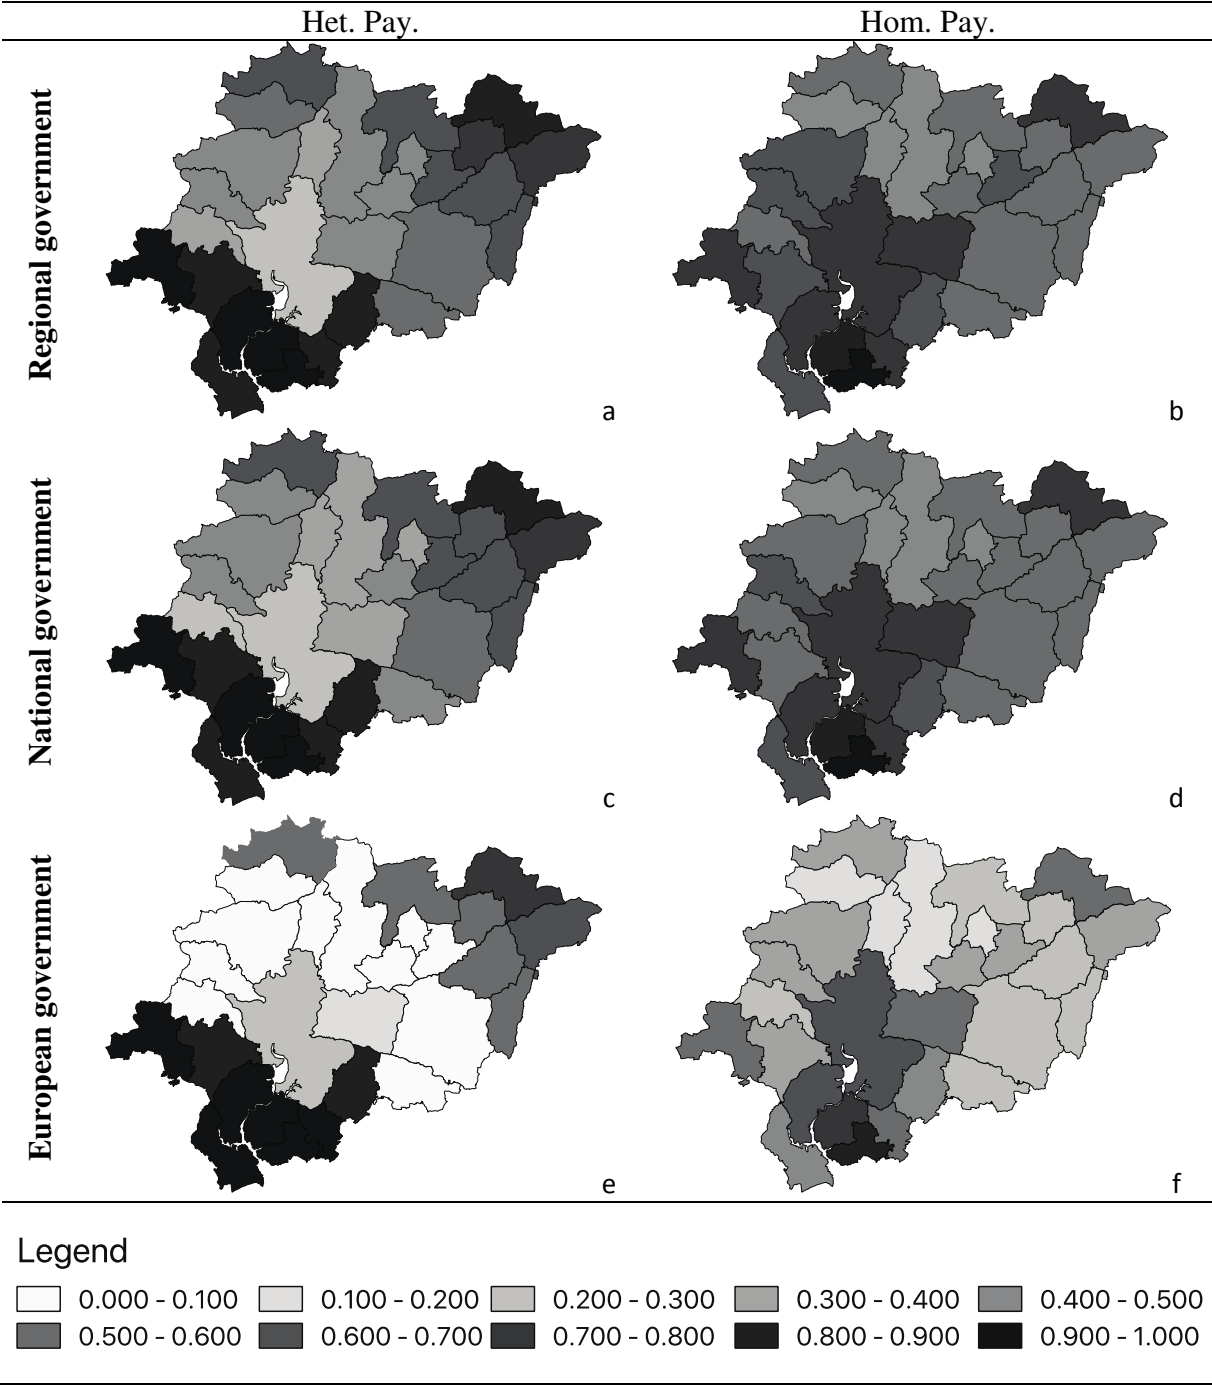 Het. Pay. Hom. Pay.
Regional government
a b
National government
c d
European government
e f
Legend
0.000 - 0.100 0.100 - 0.200 0.200 - 0.300 0.300 - 0.400 0.400 - 0.500
0.500 - 0.600 0.600 - 0.700 0.700 - 0.800 0.800 - 0.900 0.900 - 1.000